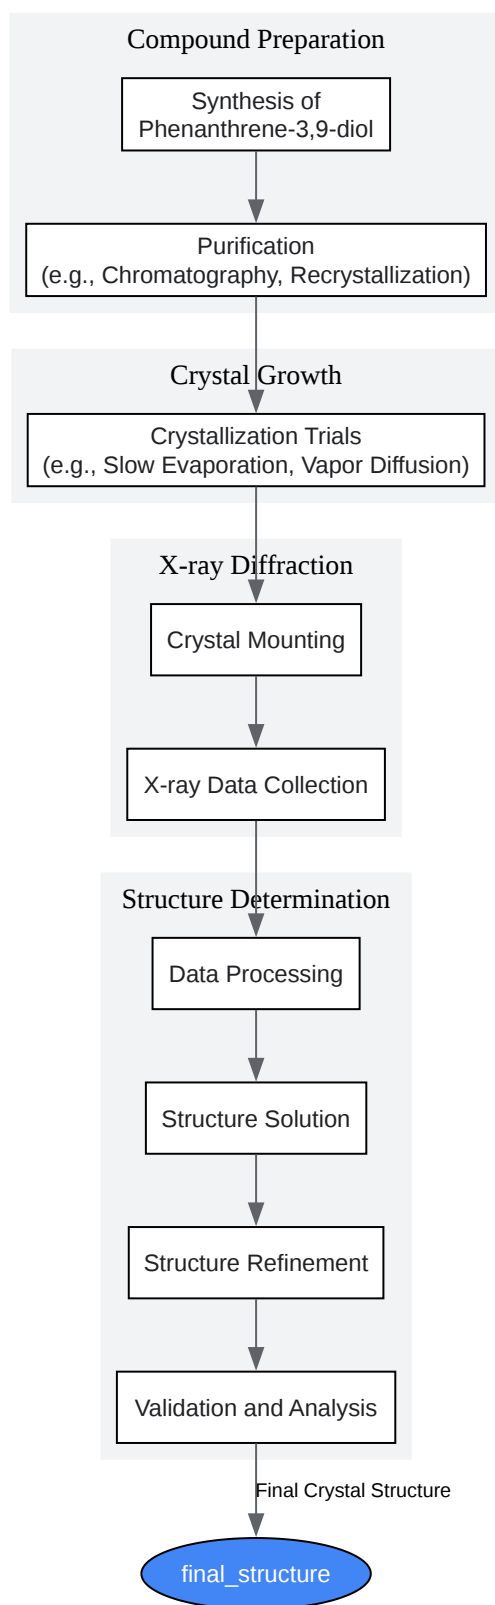 Compound Preparation
Synthesis of
Phenanthrene-3,9-diol
Purification
(e.g., Chromatography, Recrystallization)
Crystal Growth
Crystallization Trials
(e.g., Slow Evaporation, Vapor Diffusion)
X-ray Diffraction
Crystal Mounting
X-ray Data Collection
Structure Determination
Data Processing
Structure Solution
Structure Refinement
Validation and Analysis
Final Crystal Structure
final_structure